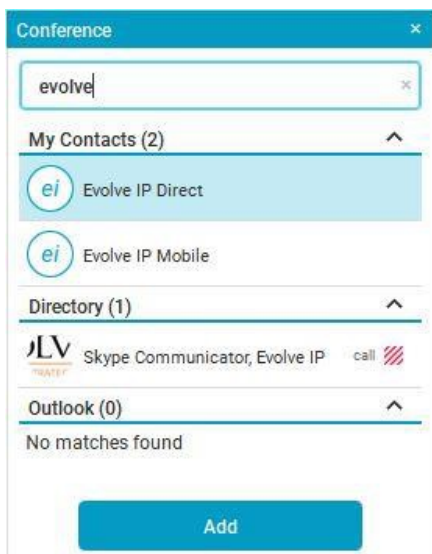 Conference ×
evolve ×
My Contacts (2)
ei Evolve IP Direct
ei Evolve IP Mobile
Directory (1)
Skype Communicator, Evolve IP call
Outlook (0)
No matches found
Add